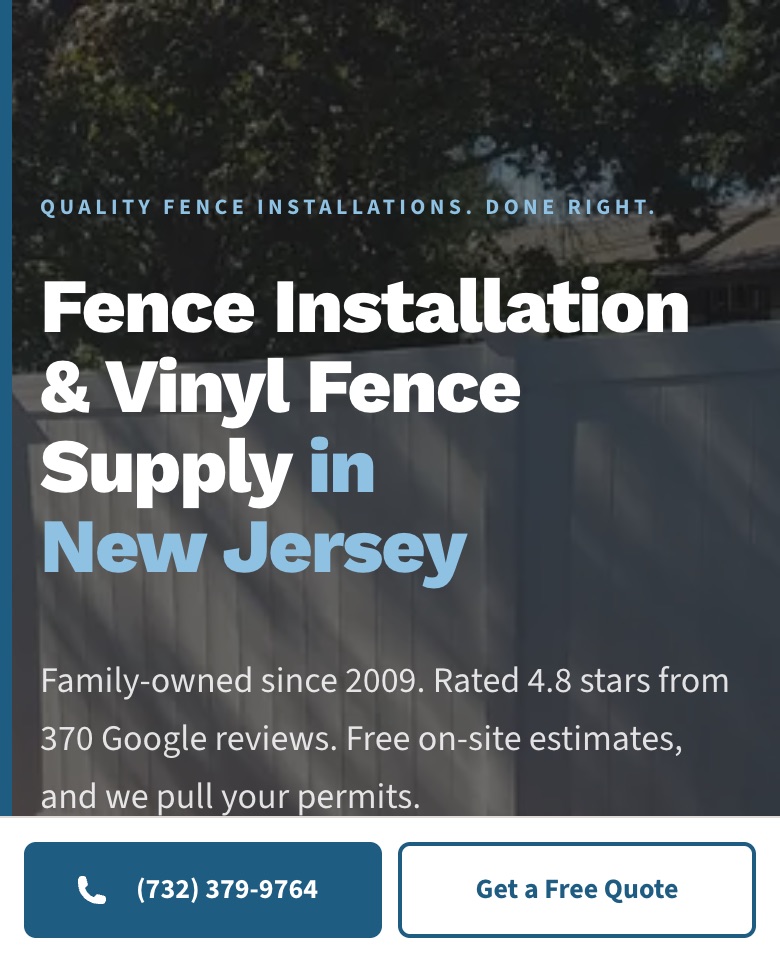 QUALITY FENCE INSTALLATIONS. DONE RIGHT.
Fence Installation
& Vinyl Fence
Supply in
New Jersey
Family-owned since 2009. Rated 4.8 stars from
370 Google reviews. Free on-site estimates,
and we pull your permits.
(732) 379-9764
Get a Free Quote